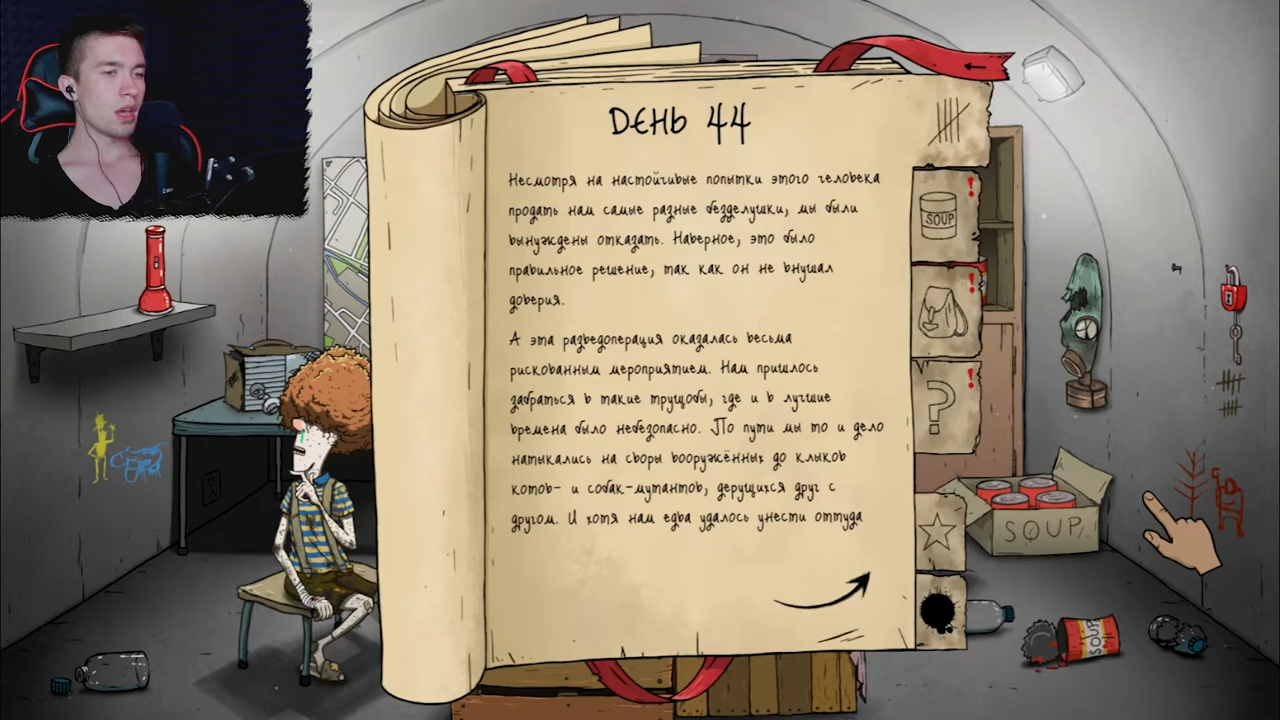 ДЕНЬ 44
Несмотря на настойчивые попытки этого человека
продать нам самые разные безделушки, мы были
вынуждены отказать. Наверное, это было
правильное решение, так как он не внушал
доверия.
А эта разведоперация оказалась весьма
рискованным мероприятием. Нам пришлось
забраться в такие трущобы, где и в лучшие
времена было небезопасно. По пути мы то и дело
натыкались на своры вооружённых до клыков
котов- и собак-мутантов, дерущихся друг с
другом. И хотя нам едва удалось унести оттуда
SOUP
!
!
?
!
SOUP
SOUP